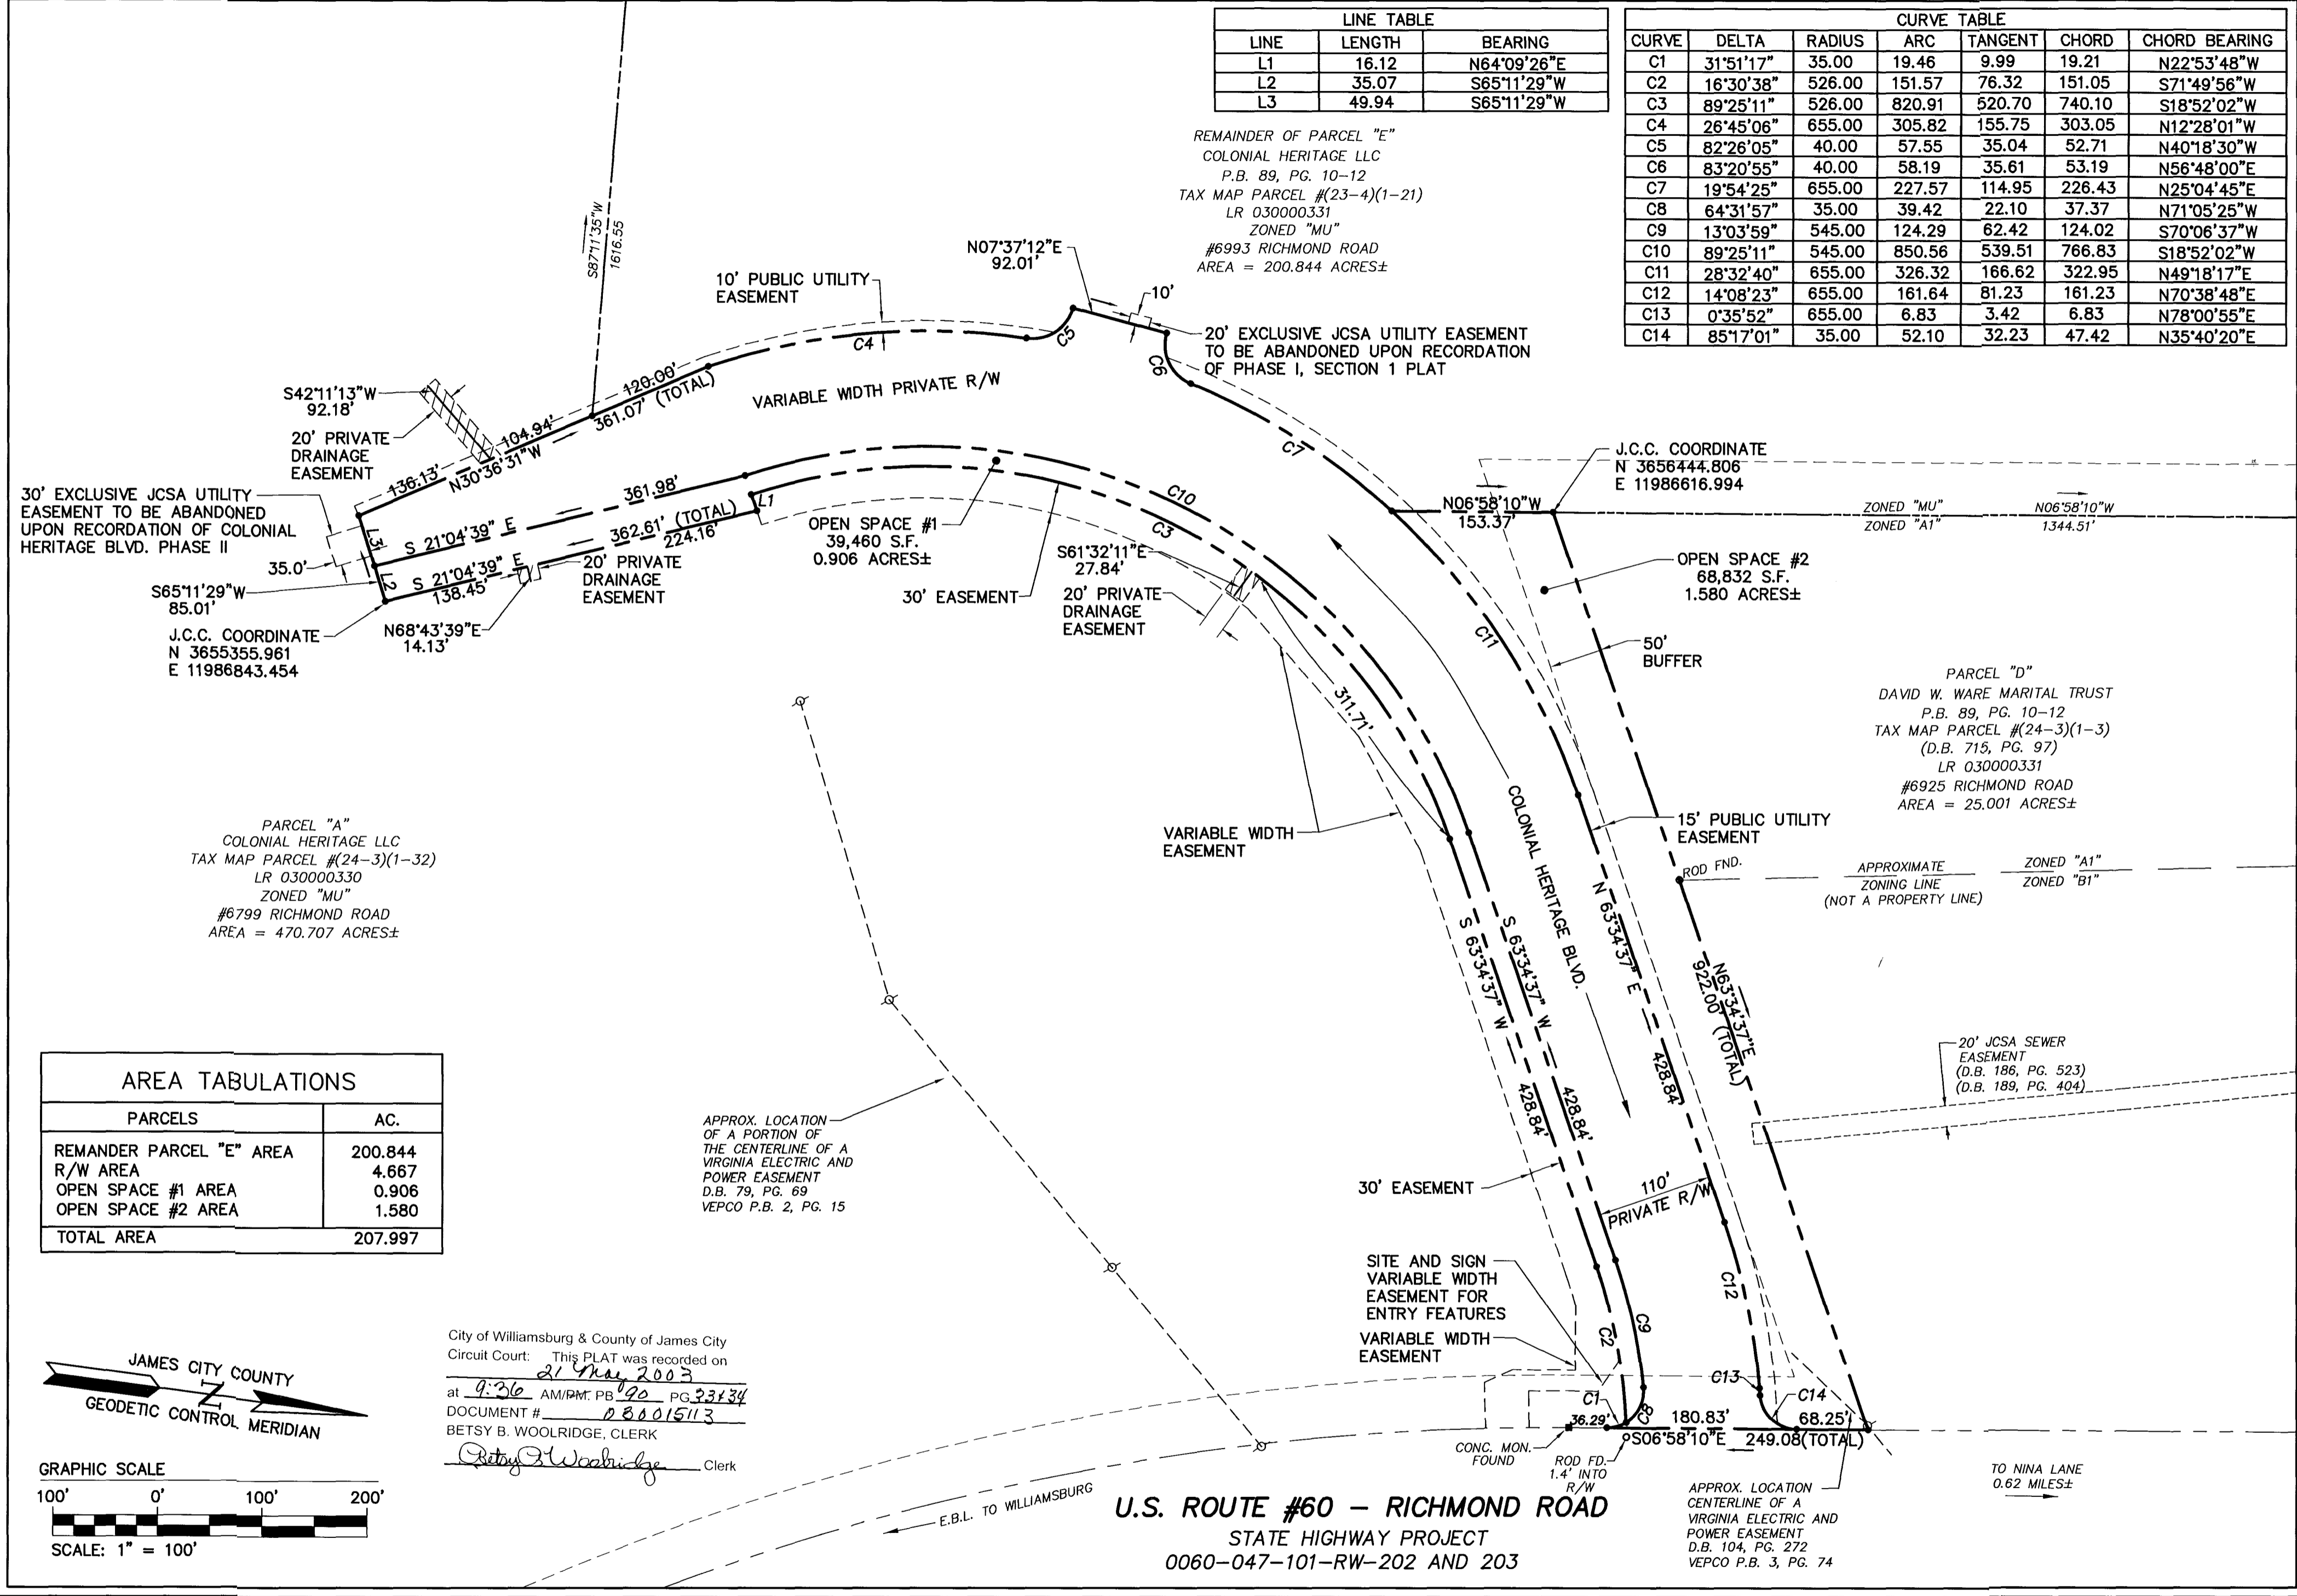 LINE TABLE
LINE LENGTH BEARING
L1 16.12 N64°09'26"E
L2 35.07 S65°11'29"W
L3 49.94 S65°11'29"W
CURVE TABLE
CURVE DELTA RADIUS ARC TANGENT CHORD CHORD BEARING
C1 31°51'17" 35.00 19.46 9.99 19.21 N22°53'48"W
C2 16°30'38" 526.00 151.57 76.32 151.05 S71°49'56"W
C3 89°25'11" 526.00 820.91 520.70 740.10 S18°52'02"W
C4 26°45'06" 655.00 305.82 155.75 303.05 N12°28'01"W
C5 82°26'05" 40.00 57.55 35.04 52.71 N40°18'30"W
C6 83°20'55" 40.00 58.19 35.61 53.19 N56°48'00"E
C7 19°54'25" 655.00 227.57 114.95 226.43 N25°04'45"E
C8 64°31'57" 35.00 39.42 22.10 37.37 N71°05'25"W
C9 13°03'59" 545.00 124.29 62.42 124.02 S70°06'37"W
C10 89°25'11" 545.00 850.56 539.51 766.83 S18°52'02"W
C11 28°32'40" 655.00 326.32 166.62 322.95 N49°18'17"E
C12 14°08'23" 655.00 161.64 81.23 161.23 N70°38'48"E
C13 0°35'52" 655.00 6.83 3.42 6.83 N78°00'55"E
C14 85°17'01" 35.00 52.10 32.23 47.42 N35°40'20"E
REMAINDER OF PARCEL "E"
COLONIAL HERITAGE LLC
P.B. 89, PG. 10-12
TAX MAP PARCEL #(23-4)(1-21)
LR 030000331
ZONED "MU"
#6993 RICHMOND ROAD
AREA = 200.844 ACRES±
S87°11'35"W
1616.55
N07°37'12"E
92.01'
10' PUBLIC UTILITY
EASEMENT
10'
20' EXCLUSIVE JCSA UTILITY EASEMENT
TO BE ABANDONED UPON RECORDATION
OF PHASE I, SECTION 1 PLAT
C4
C5
C6
C7
VARIABLE WIDTH PRIVATE R/W
120.00'
361.07' (TOTAL)
104.94'
N30°36'31"W
136.13'
S42°11'13"W
92.18'
20' PRIVATE
DRAINAGE
EASEMENT
30' EXCLUSIVE JCSA UTILITY
EASEMENT TO BE ABANDONED
UPON RECORDATION OF COLONIAL
HERITAGE BLVD. PHASE II
L3
35.0'
L2
S 21°04'39" E
361.98'
S 21°04'39" E
138.45'
362.61' (TOTAL)
224.16'
L1
S65°11'29"W
85.01'
J.C.C. COORDINATE
N 3655355.961
E 11986843.454
N68°43'39"E
14.13'
20' PRIVATE
DRAINAGE
EASEMENT
OPEN SPACE #1
39,460 S.F.
0.906 ACRES±
30' EASEMENT
C10
C3
S61°32'11"E
27.84'
20' PRIVATE
DRAINAGE
EASEMENT
J.C.C. COORDINATE
N 3656444.806
E 11986616.994
N06°58'10"W
153.37'
ZONED "MU" N06°58'10"W
ZONED "A1" 1344.51'
OPEN SPACE #2
68,832 S.F.
1.580 ACRES±
C11
50'
BUFFER
PARCEL "D"
DAVID W. WARE MARITAL TRUST
P.B. 89, PG. 10-12
TAX MAP PARCEL #(24-3)(1-3)
(D.B. 715, PG. 97)
LR 030000331
#6925 RICHMOND ROAD
AREA = 25.001 ACRES±
311.71'
VARIABLE WIDTH
EASEMENT
COLONIAL HERITAGE BLVD.
15' PUBLIC UTILITY
EASEMENT
ROD FND.
APPROXIMATE ZONED "A1"
ZONING LINE ZONED "B1"
(NOT A PROPERTY LINE)
PARCEL "A"
COLONIAL HERITAGE LLC
TAX MAP PARCEL #(24-3)(1-32)
LR 030000330
ZONED "MU"
#6799 RICHMOND ROAD
AREA = 470.707 ACRES±
S 63°34'37" W
428.84'
S 63°34'37" W
428.84'
N 63°34'37" E
428.84'
N63°34'37"E
922.00' (TOTAL)
20' JCSA SEWER
EASEMENT
(D.B. 186, PG. 523)
(D.B. 189, PG. 404)
AREA TABULATIONS
PARCELS AC.
REMANDER PARCEL "E" AREA 200.844
R/W AREA 4.667
OPEN SPACE #1 AREA 0.906
OPEN SPACE #2 AREA 1.580
TOTAL AREA 207.997
APPROX. LOCATION
OF A PORTION OF
THE CENTERLINE OF A
VIRGINIA ELECTRIC AND
POWER EASEMENT
D.B. 79, PG. 69
VEPCO P.B. 2, PG. 15
30' EASEMENT
110'
PRIVATE R/W
SITE AND SIGN
VARIABLE WIDTH
EASEMENT FOR
ENTRY FEATURES
VARIABLE WIDTH
EASEMENT
C2
C9
C12
C13
C14
C1
C8
36.29'
180.83'
68.25'
S06°58'10"E 249.08(TOTAL)
CONC. MON.
FOUND
ROD FD.
1.4' INTO
R/W
APPROX. LOCATION
CENTERLINE OF A
VIRGINIA ELECTRIC AND
POWER EASEMENT
D.B. 104, PG. 272
VEPCO P.B. 3, PG. 74
TO NINA LANE
0.62 MILES±
JAMES CITY COUNTY
N
GEODETIC CONTROL MERIDIAN
City of Williamsburg & County of James City
Circuit Court: This PLAT was recorded on
21 May 2003
at 9:36 AM/PM. PB 90 PG 33+34
DOCUMENT # 030015113
BETSY B. WOOLRIDGE, CLERK
Betsy B Woolridge Clerk
GRAPHIC SCALE
100' 0' 100' 200'
SCALE: 1" = 100'
E.B.L. TO WILLIAMSBURG
U.S. ROUTE #60 - RICHMOND ROAD
STATE HIGHWAY PROJECT
0060-047-101-RW-202 AND 203